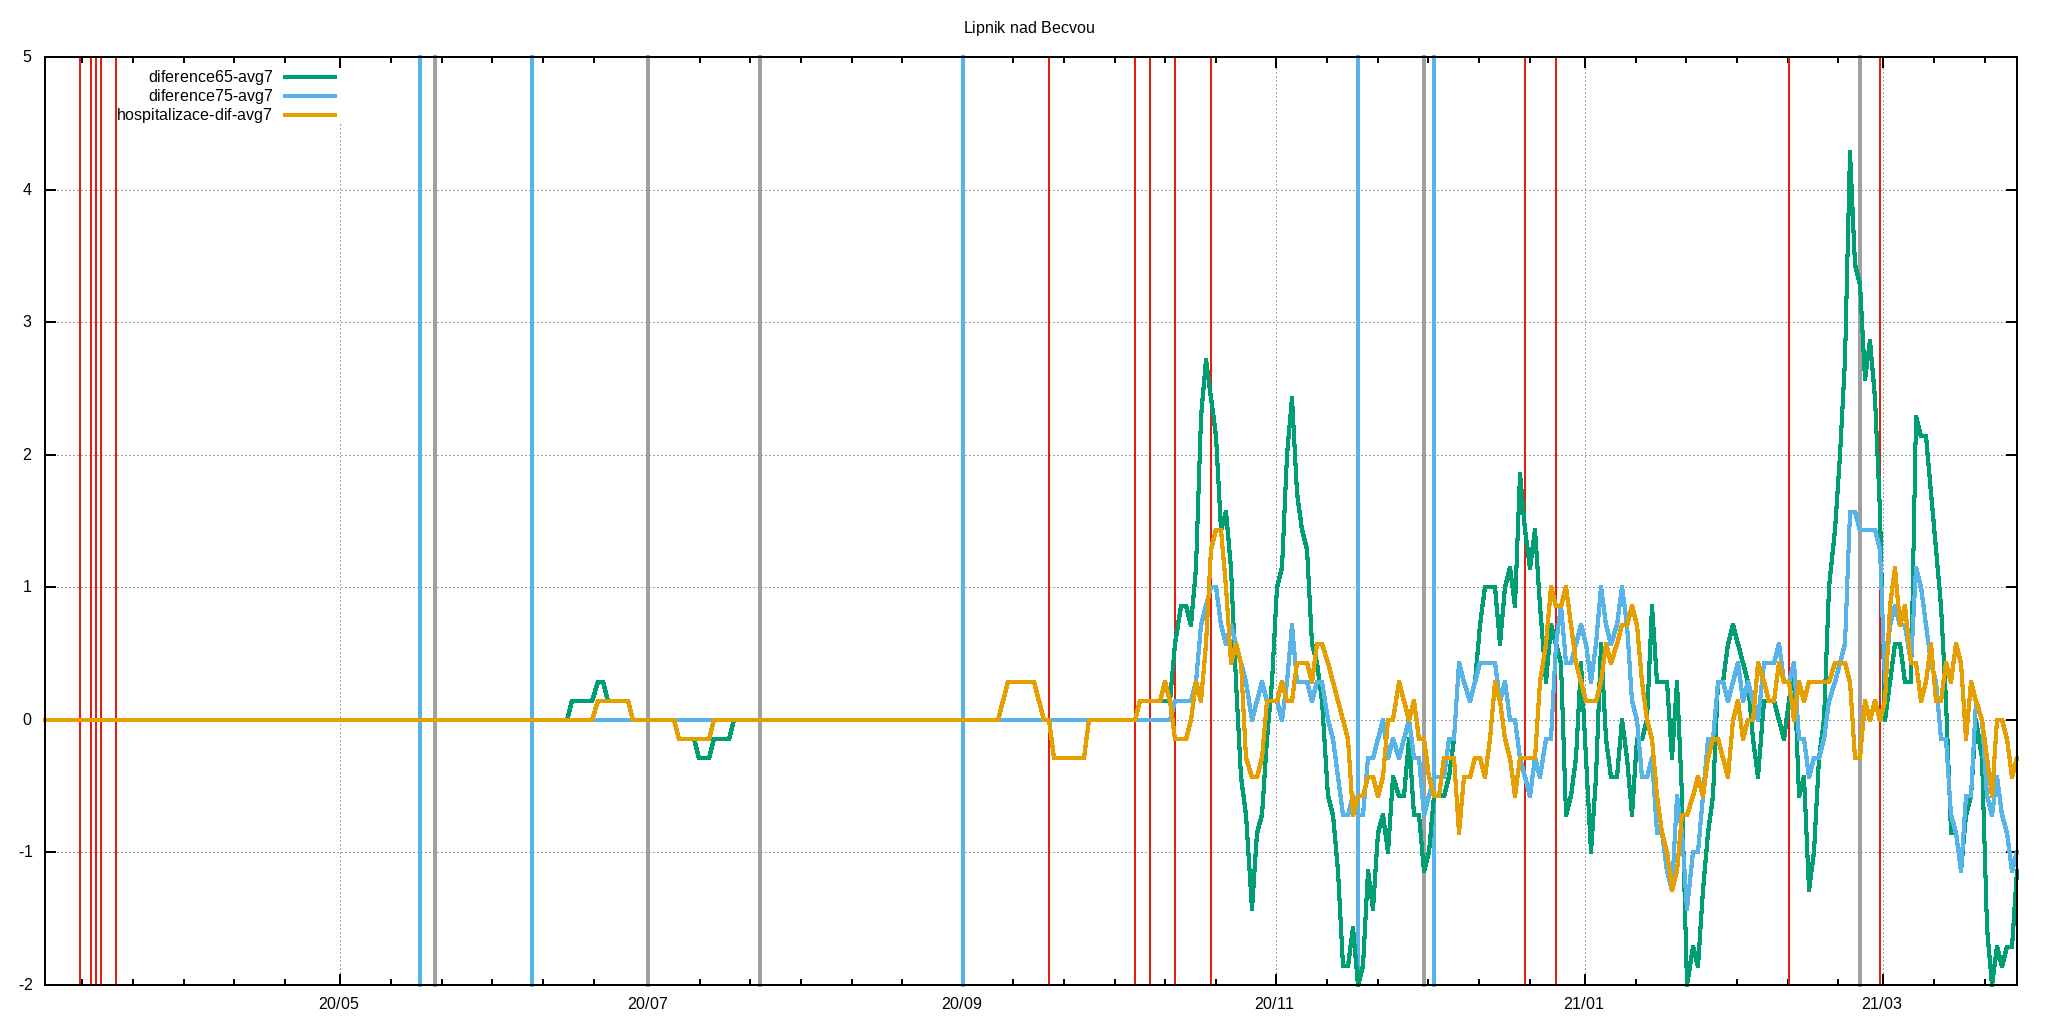 Lipnik nad Becvou
5
diference65-avg7
diference75-avg7
hospitalizace-dif-avg7
4
3
2
1
0
-1
-2
20/05 20/07 20/09 20/11 21/01 21/03